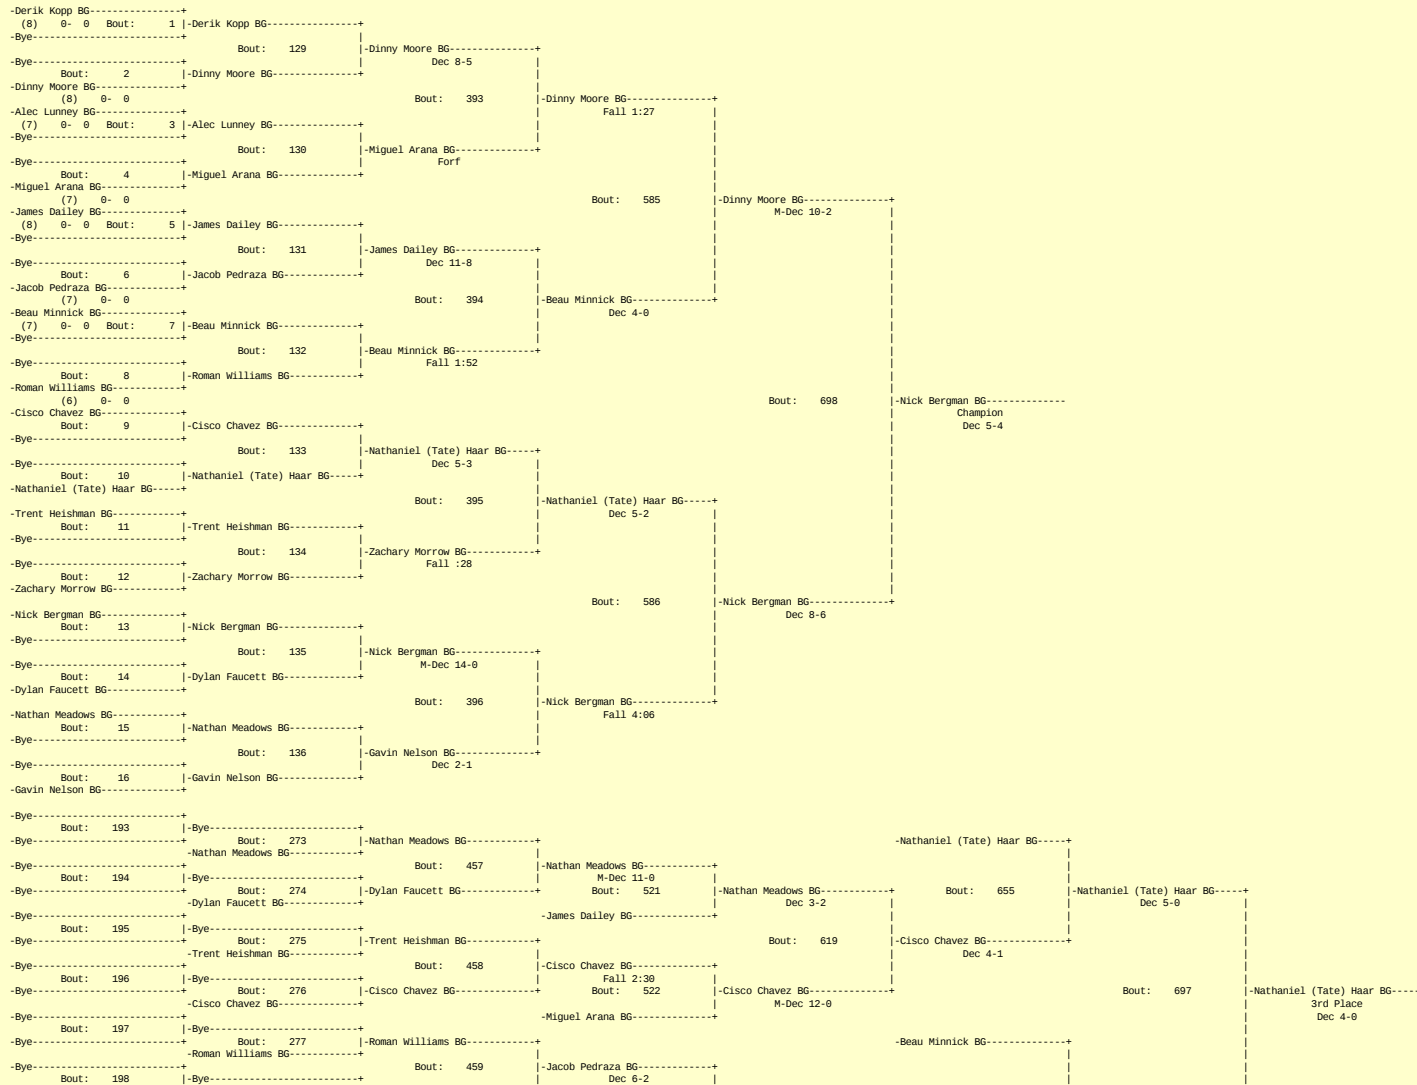 -Derik Kopp BG----------------+
(8) 0- 0 Bout: 1 |-Derik Kopp BG----------------+
-Bye--------------------------+ |
Bout: 129 |-Dinny Moore BG---------------+
-Bye--------------------------+ | Dec 8-5 |
Bout: 2 |-Dinny Moore BG---------------+ |
-Dinny Moore BG---------------+ |
(8) 0- 0 Bout: 393 |-Dinny Moore BG---------------+
-Alec Lunney BG---------------+ | Fall 1:27 |
(7) 0- 0 Bout: 3 |-Alec Lunney BG---------------+ | |
-Bye--------------------------+ | | |
Bout: 130 |-Miguel Arana BG--------------+ |
-Bye--------------------------+ | Forf |
Bout: 4 |-Miguel Arana BG--------------+ |
-Miguel Arana BG--------------+ |
(7) 0- 0 Bout: 585 |-Dinny Moore BG---------------+
-James Dailey BG--------------+ | M-Dec 10-2 |
(8) 0- 0 Bout: 5 |-James Dailey BG--------------+ | |
-Bye--------------------------+ | | |
Bout: 131 |-James Dailey BG--------------+ | |
-Bye--------------------------+ | Dec 11-8 | | |
Bout: 6 |-Jacob Pedraza BG-------------+ | | |
-Jacob Pedraza BG-------------+ | | |
(7) 0- 0 Bout: 394 |-Beau Minnick BG--------------+ |
-Beau Minnick BG--------------+ | Dec 4-0 |
(7) 0- 0 Bout: 7 |-Beau Minnick BG--------------+ | |
-Bye--------------------------+ | | |
Bout: 132 |-Beau Minnick BG--------------+ |
-Bye--------------------------+ | Fall 1:52 |
Bout: 8 |-Roman Williams BG------------+ |
-Roman Williams BG------------+ |
(6) 0- 0 Bout: 698 |-Nick Bergman BG--------------
-Cisco Chavez BG--------------+ | Champion
Bout: 9 |-Cisco Chavez BG--------------+ | Dec 5-4
-Bye--------------------------+ | |
Bout: 133 |-Nathaniel (Tate) Haar BG-----+ |
-Bye--------------------------+ | Dec 5-3 | |
Bout: 10 |-Nathaniel (Tate) Haar BG-----+ | |
-Nathaniel (Tate) Haar BG-----+ | |
Bout: 395 |-Nathaniel (Tate) Haar BG-----+ |
-Trent Heishman BG------------+ | Dec 5-2 | |
Bout: 11 |-Trent Heishman BG------------+ | | |
-Bye--------------------------+ | | | |
Bout: 134 |-Zachary Morrow BG------------+ | |
-Bye--------------------------+ | Fall :28 | |
Bout: 12 |-Zachary Morrow BG------------+ | |
-Zachary Morrow BG------------+ | |
Bout: 586 |-Nick Bergman BG--------------+
-Nick Bergman BG--------------+ | Dec 8-6
Bout: 13 |-Nick Bergman BG--------------+ |
-Bye--------------------------+ | |
Bout: 135 |-Nick Bergman BG--------------+ |
-Bye--------------------------+ | M-Dec 14-0 | |
Bout: 14 |-Dylan Faucett BG-------------+ | |
-Dylan Faucett BG-------------+ | |
Bout: 396 |-Nick Bergman BG--------------+
-Nathan Meadows BG------------+ | Fall 4:06
Bout: 15 |-Nathan Meadows BG------------+ |
-Bye--------------------------+ | |
Bout: 136 |-Gavin Nelson BG--------------+
-Bye--------------------------+ | Dec 2-1
Bout: 16 |-Gavin Nelson BG--------------+
-Gavin Nelson BG--------------+
-Bye--------------------------+
Bout: 193 |-Bye--------------------------+
-Bye--------------------------+ Bout: 273 |-Nathan Meadows BG------------+ -Nathaniel (Tate) Haar BG-----+
-Nathan Meadows BG------------+ | |
-Bye--------------------------+ Bout: 457 |-Nathan Meadows BG------------+ |
Bout: 194 |-Bye--------------------------+ | M-Dec 11-0 | |
-Bye--------------------------+ Bout: 274 |-Dylan Faucett BG-------------+ Bout: 521 |-Nathan Meadows BG------------+ Bout: 655 |-Nathaniel (Tate) Haar BG-----+
-Dylan Faucett BG-------------+ | Dec 3-2 | | Dec 5-0 |
-Bye--------------------------+ -James Dailey BG--------------+ | | |
Bout: 195 |-Bye--------------------------+ | | |
-Bye--------------------------+ Bout: 275 |-Trent Heishman BG------------+ Bout: 619 |-Cisco Chavez BG--------------+ |
-Trent Heishman BG------------+ | | Dec 4-1 |
-Bye--------------------------+ Bout: 458 |-Cisco Chavez BG--------------+ | |
Bout: 196 |-Bye--------------------------+ | Fall 2:30 | | |
-Bye--------------------------+ Bout: 276 |-Cisco Chavez BG--------------+ Bout: 522 |-Cisco Chavez BG--------------+ Bout: 697 |-Nathaniel (Tate) Haar BG-----
-Cisco Chavez BG--------------+ | M-Dec 12-0 | 3rd Place
-Bye--------------------------+ -Miguel Arana BG--------------+ | Dec 4-0
Bout: 197 |-Bye--------------------------+ |
-Bye--------------------------+ Bout: 277 |-Roman Williams BG------------+ -Beau Minnick BG--------------+ |
-Roman Williams BG------------+ | | |
-Bye--------------------------+ Bout: 459 |-Jacob Pedraza BG-------------+ | |
Bout: 198 |-Bye--------------------------+ | Dec 6-2 | | |